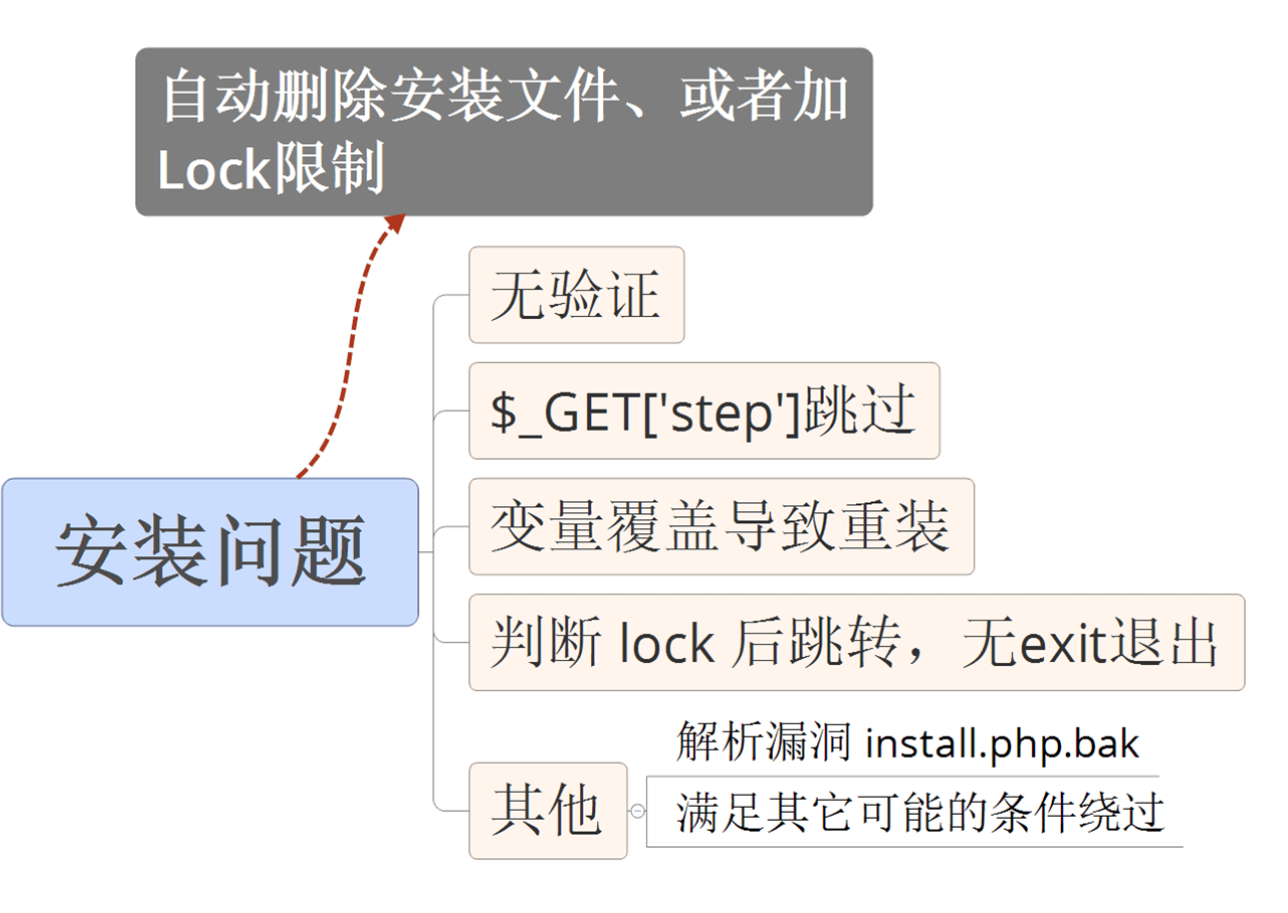 自动删除安装文件、或者加
Lock限制
无验证
$_GET['step']跳过
变量覆盖导致重装
安装问题
判断 lock 后跳转，无exit退出
解析漏洞 install.php.bak
其他
满足其它可能的条件绕过